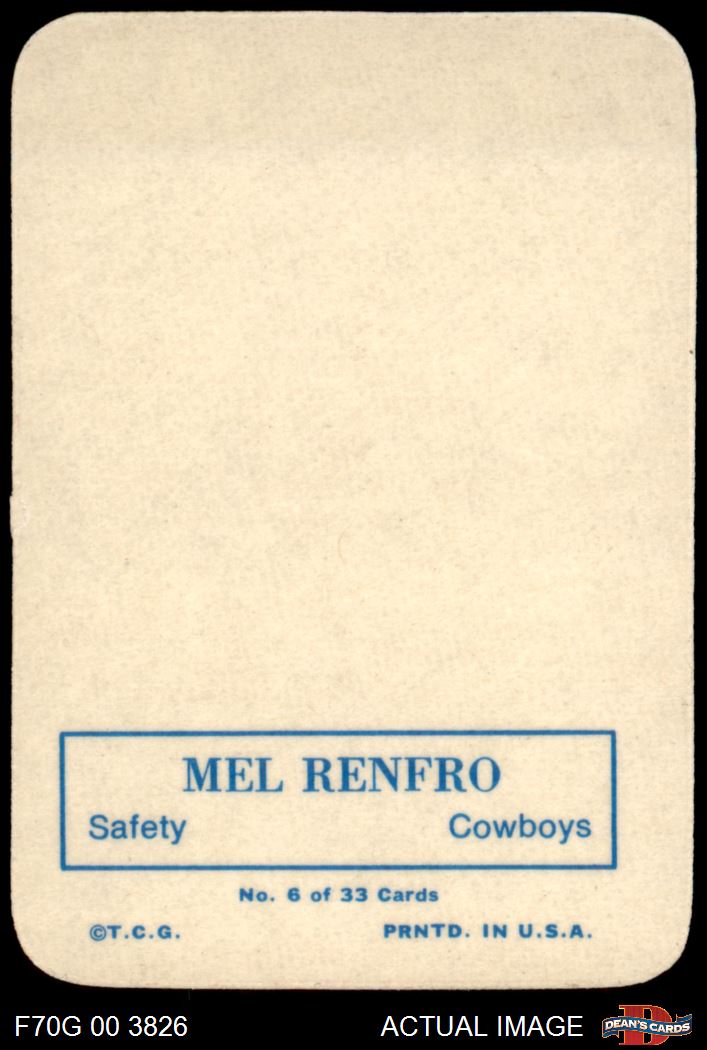 MEL RENFRO
Safety Cowboys
No. 6 of 33 Cards
©T.C.G. PRNTD. IN U.S.A.
F70G 00 3826 ACTUAL IMAGE DEAN'S CARDS